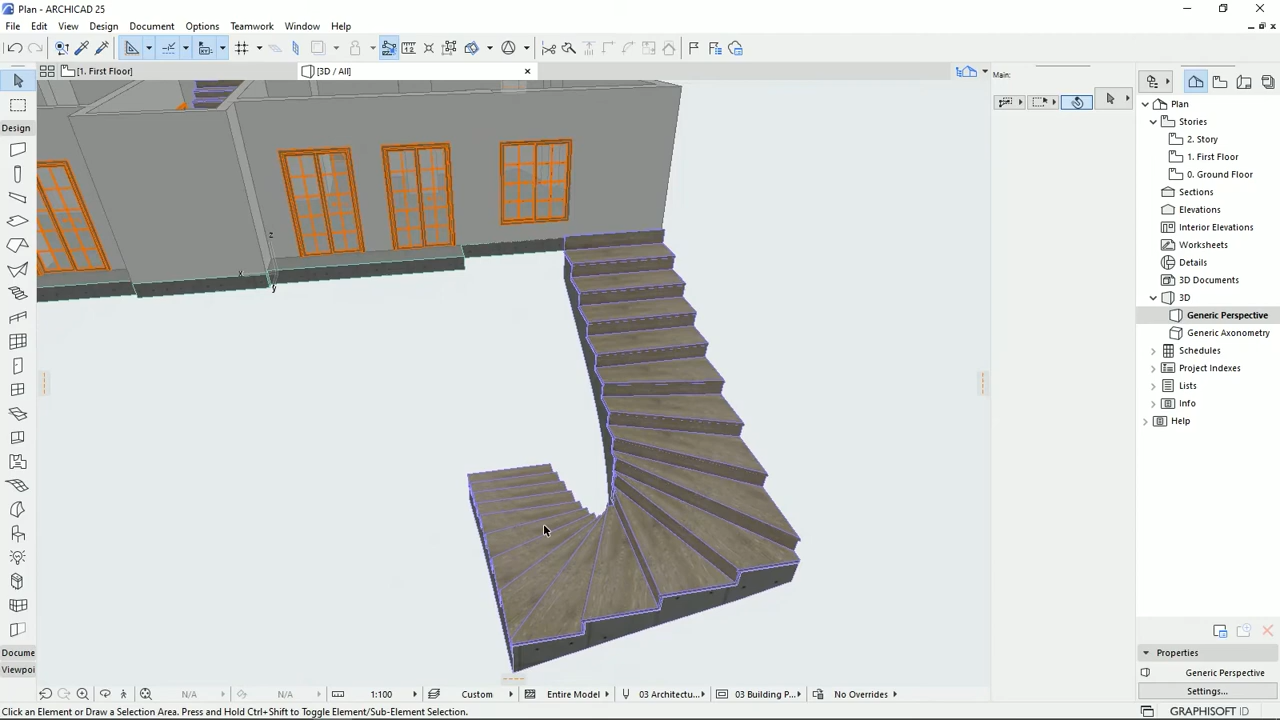 Plan - ARCHICAD 25
File Edit View Design Document Options Teamwork Window Help
[1. First Floor] [3D / All]
Main:
Design
Plan
Stories
2. Story
1. First Floor
0. Ground Floor
Sections
Elevations
Interior Elevations
Worksheets
Details
3D Documents
3D
Generic Perspective
Generic Axonometry
Schedules
Project Indexes
Lists
Info
Help
z
x
y
Docume
Viewpoi
Properties
Generic Perspective
Settings...
N/A N/A 1:100 Custom Entire Model 03 Architectu... 03 Building P... No Overrides
Click an Element or Draw a Selection Area. Press and Hold Ctrl+Shift to Toggle Element/Sub-Element Selection.
GRAPHISOFT ID